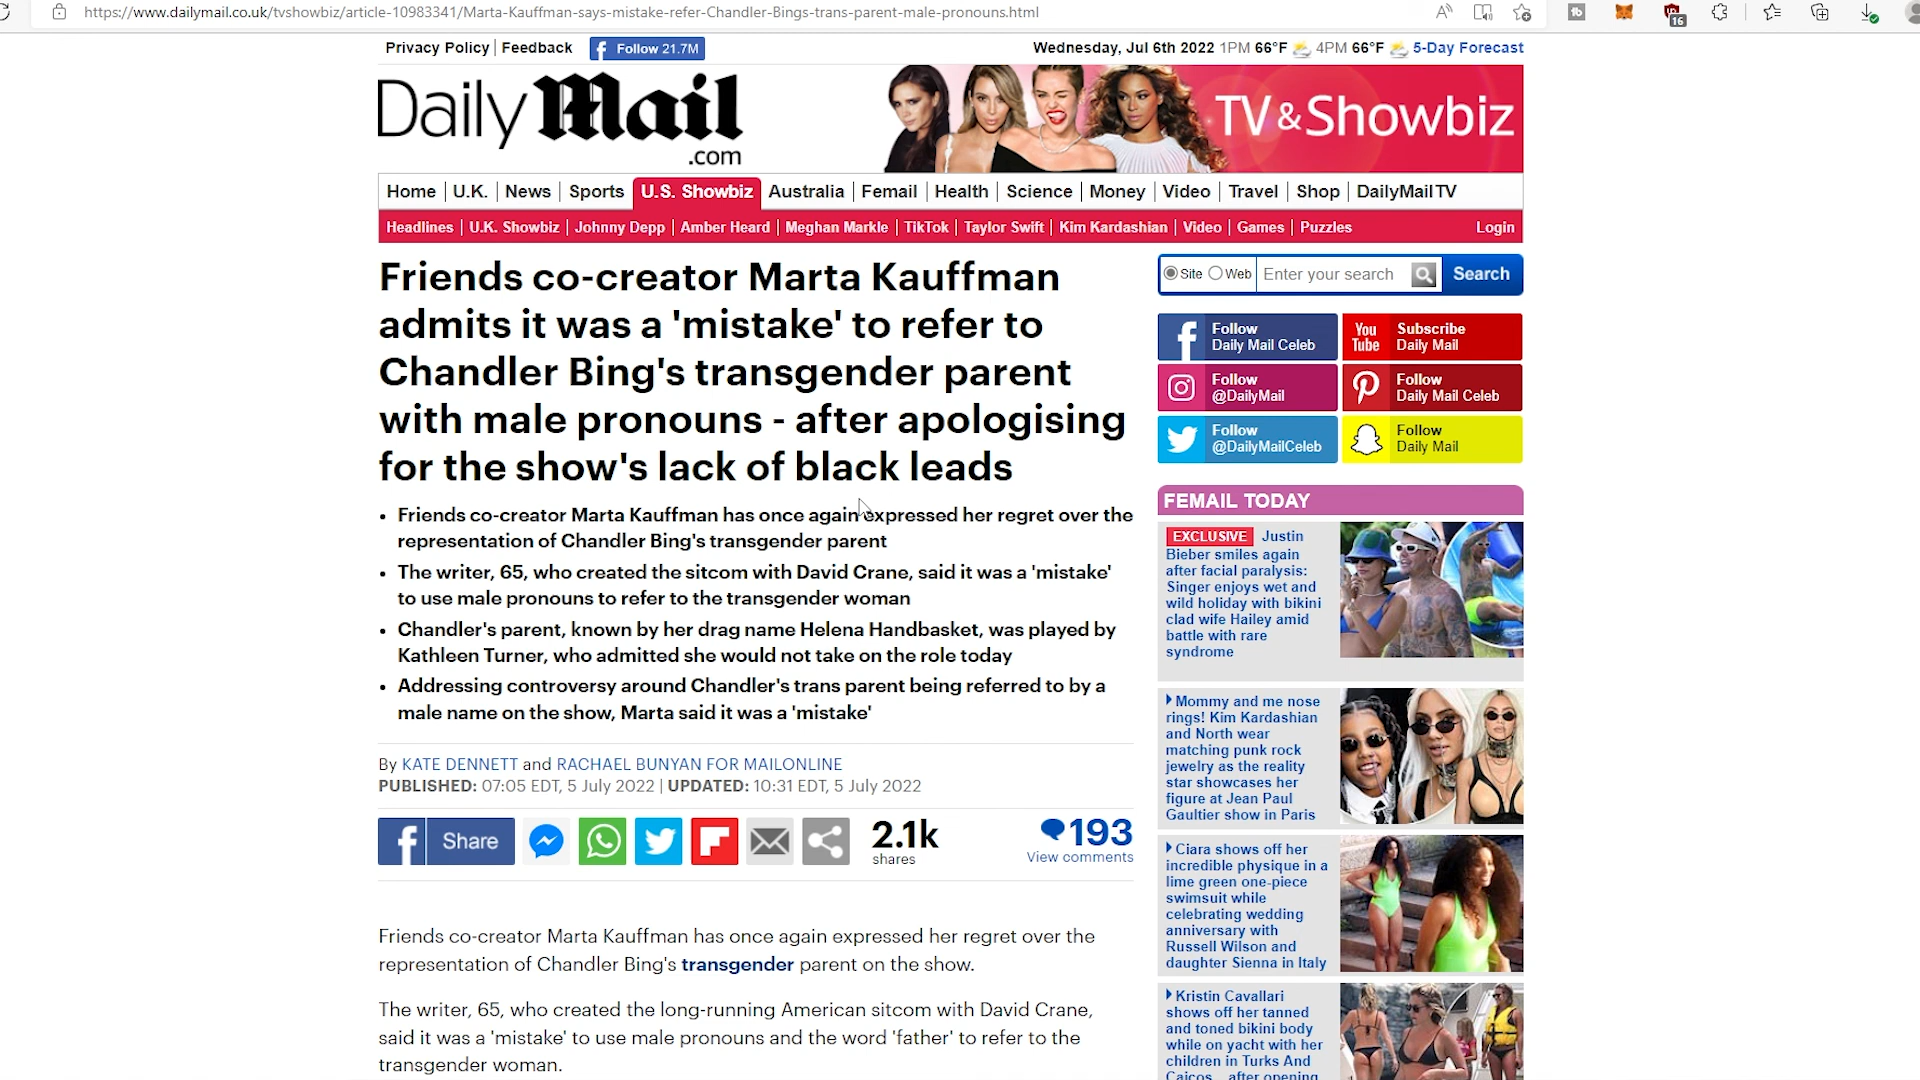 https://www.dailymail.co.uk/tvshowbiz/article-10983341/Marta-Kauffman-says-mistake-refer-Chandler-Bings-trans-parent-male-pronouns.html
16
Privacy Policy | Feedback
Follow 21.7M
Wednesday, Jul 6th 2022 1PM 66°F 4PM 66°F 5-Day Forecast
Daily Mail
.com
TV&Showbiz
Home U.K. News Sports U.S. Showbiz Australia Femail Health Science Money Video Travel Shop DailyMailTV
Headlines U.K. Showbiz Johnny Depp Amber Heard Meghan Markle TikTok Taylor Swift Kim Kardashian Video Games Puzzles Login
Friends co-creator Marta Kauffman
admits it was a 'mistake' to refer to
Chandler Bing's transgender parent
with male pronouns - after apologising
for the show's lack of black leads
• Friends co-creator Marta Kauffman has once again expressed her regret over the
representation of Chandler Bing's transgender parent
• The writer, 65, who created the sitcom with David Crane, said it was a 'mistake'
to use male pronouns to refer to the transgender woman
• Chandler's parent, known by her drag name Helena Handbasket, was played by
Kathleen Turner, who admitted she would not take on the role today
• Addressing controversy around Chandler's trans parent being referred to by a
male name on the show, Marta said it was a 'mistake'
By KATE DENNETT and RACHAEL BUNYAN FOR MAILONLINE
PUBLISHED: 07:05 EDT, 5 July 2022 | UPDATED: 10:31 EDT, 5 July 2022
Share
2.1k
shares
193
View comments
Friends co-creator Marta Kauffman has once again expressed her regret over the
representation of Chandler Bing's transgender parent on the show.
The writer, 65, who created the long-running American sitcom with David Crane,
said it was a 'mistake' to use male pronouns and the word 'father' to refer to the
transgender woman.
Site Web Enter your search Search
Follow
Daily Mail Celeb
You
Tube
Subscribe
Daily Mail
Follow
@DailyMail
Follow
Daily Mail Celeb
Follow
@DailyMailCeleb
Follow
Daily Mail
FEMAIL TODAY
EXCLUSIVE Justin
Bieber smiles again
after facial paralysis:
Singer enjoys wet and
wild holiday with bikini
clad wife Hailey amid
battle with rare
syndrome
Mommy and me nose
rings! Kim Kardashian
and North wear
matching punk rock
jewelry as the reality
star showcases her
figure at Jean Paul
Gaultier show in Paris
Ciara shows off her
incredible physique in a
lime green one-piece
swimsuit while
celebrating wedding
anniversary with
Russell Wilson and
daughter Sienna in Italy
Kristin Cavallari
shows off her tanned
and toned bikini body
while on yacht with her
children in Turks And
Caicos... after opening